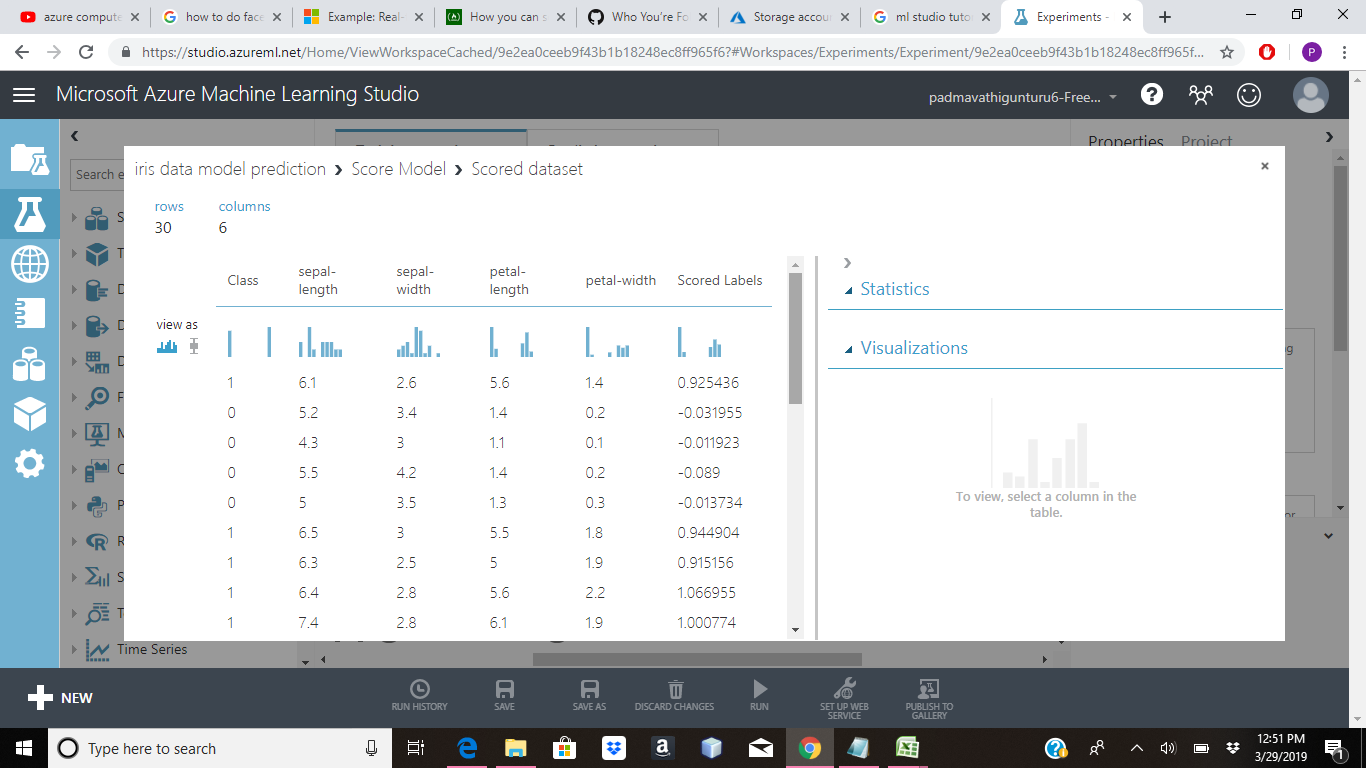 azure compute
how to do face
Example: Real-
How you can s
Who You're Fo
Storage accou
ml studio tuto
Experiments -
https://studio.azureml.net/Home/ViewWorkspaceCached/9e2ea0ceeb9f43b1b18248ec8ff965f6?#Workspaces/Experiments/Experiment/9e2ea0ceeb9f43b1b18248ec8ff965f...
P
Microsoft Azure Machine Learning Studio
padmavathigunturu6-Free...
Properties Project
Search e
iris data model prediction > Score Model > Scored dataset
rows columns
30 6
Class sepal-length sepal-width petal-length petal-width Scored Labels
view as
1 6.1 2.6 5.6 1.4 0.925436
0 5.2 3.4 1.4 0.2 -0.031955
0 4.3 3 1.1 0.1 -0.011923
0 5.5 4.2 1.4 0.2 -0.089
0 5 3.5 1.3 0.3 -0.013734
1 6.5 3 5.5 1.8 0.944904
1 6.3 2.5 5 1.9 0.915156
1 6.4 2.8 5.6 2.2 1.066955
1 7.4 2.8 6.1 1.9 1.000774
Statistics
Visualizations
To view, select a column in the
table.
Time Series
NEW
RUN HISTORY
SAVE
SAVE AS
DISCARD CHANGES
RUN
SET UP WEB
SERVICE
PUBLISH TO
GALLERY
Type here to search
12:51 PM
3/29/2019